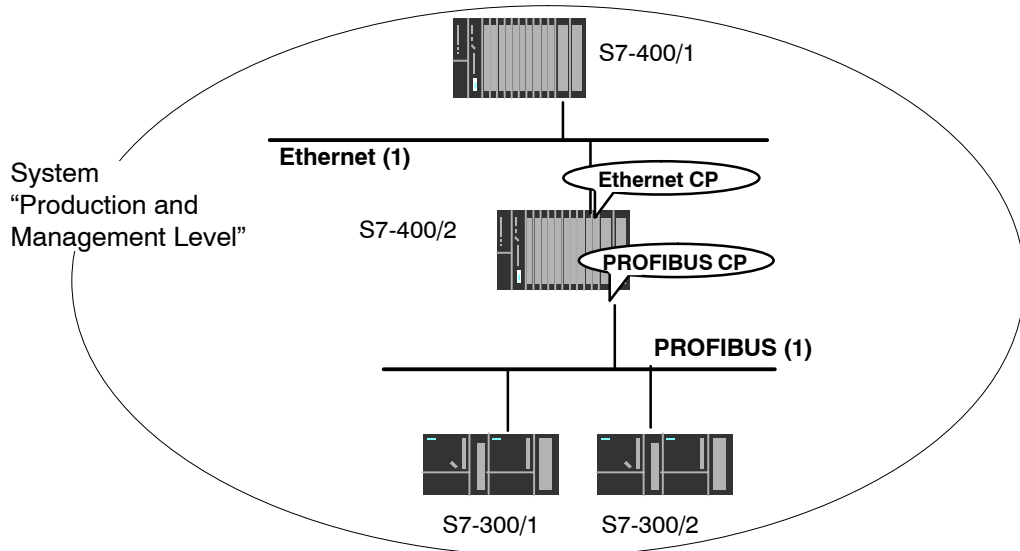 S7-400/1
Ethernet (1)
System
“Production and
Management Level”
Ethernet CP
S7-400/2
PROFIBUS CP
PROFIBUS (1)
S7-300/1
S7-300/2